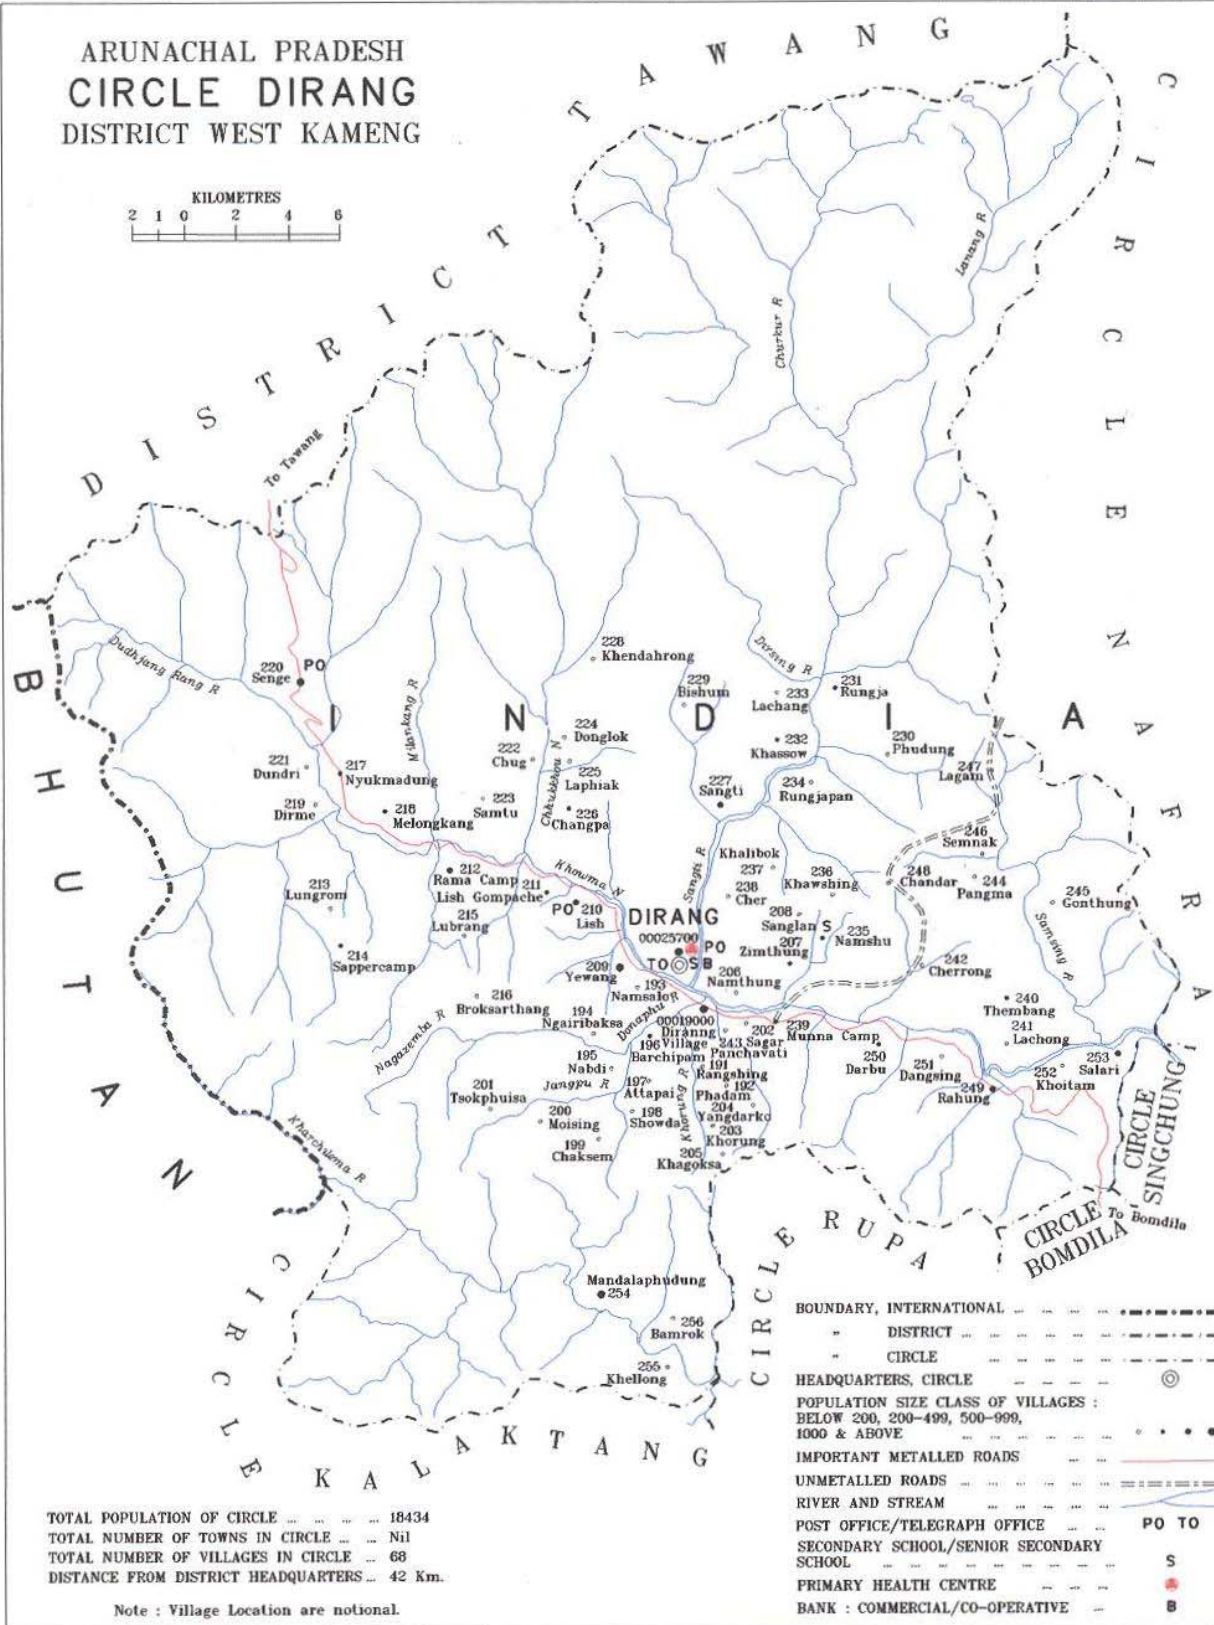 ARUNACHAL PRADESH
CIRCLE DIRANG
DISTRICT WEST KAMENG
KILOMETRES
2 1 0 2 4 6
DISTRICT TAWANG
CIRCLE NAFRA
To Tawang
Lanang R
Churkur R
BHUTAN
INDIA
Dudhjang Rang R
220
Senge
PO
Milankang R
228
Khendahrong
Dirsing R
229
Bishum
233
Lachang
231
Rungja
224
Donglok
232
Khassow
230
Phudung
221
Dundri
217
Nyukmadung
222
Chug
225
Laphiak
227
Sangti
234
Rungjapan
247
Lagam
219
Dirme
218
Melongkang
223
Samtu
226
Changpa
Khowma N
Sangti R
Khalibok
237
246
Semnak
213
Lungrom
212
Rama Camp
Lish Gompache
211
236
Khawshing
248
Chandar
244
Pangma
245
Gonthung
238
Cher
215
Lubrang
PO
210
Lish
DIRANG
00025700
PO
TO
S B
208
Sanglan
S
207
Zimthung
235
Namshu
Samsing R
214
Sappercamp
209
Yewang
206
Namthung
242
Cherrong
193
Namsalo
216
Broksarthang
194
Ngairibaksa
Donaphu R
00019000
Diranng
Village
202
Sagar
239
Munna Camp
240
Thembang
241
Lachong
Nagazemba R
196
Barchipam
243
Panchavati
250
Darbu
251
Dangsing
253
Salari
252
Khoitam
195
Nabdi
191
Rangshing
Jangpu R
197
Attapai
192
Phadam
249
Rahung
201
Tsokphuisa
200
Moising
198
Showda
Khorung R
204
Yangdarko
203
Khorung
199
Chaksem
205
Khagoksa
Kharchilema R
CIRCLE SINGCHUNG
CIRCLE BOMDILA
To Bomdila
CIRCLE RUPA
Mandalaphudung
254
256
Bamrok
255
Khellong
CIRCLE KALAKTANG
BOUNDARY, INTERNATIONAL
" DISTRICT
" CIRCLE
HEADQUARTERS, CIRCLE
POPULATION SIZE CLASS OF VILLAGES :
BELOW 200, 200-499, 500-999,
1000 & ABOVE
IMPORTANT METALLED ROADS
UNMETALLED ROADS
RIVER AND STREAM
POST OFFICE/TELEGRAPH OFFICE PO TO
SECONDARY SCHOOL/SENIOR SECONDARY
SCHOOL S
PRIMARY HEALTH CENTRE
BANK : COMMERCIAL/CO-OPERATIVE B
TOTAL POPULATION OF CIRCLE 18434
TOTAL NUMBER OF TOWNS IN CIRCLE Nil
TOTAL NUMBER OF VILLAGES IN CIRCLE 68
DISTANCE FROM DISTRICT HEADQUARTERS 42 Km.
Note : Village Location are notional.